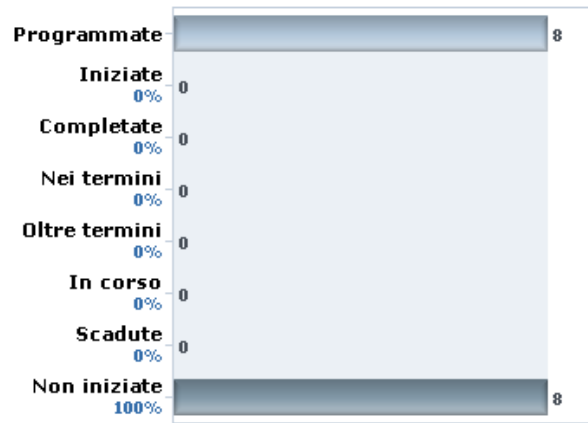 Programmate 8
Iniziate 0
0%
Completate 0
0%
Nei termini 0
0%
Oltre termini 0
0%
In corso 0
0%
Scadute 0
0%
Non iniziate 8
100%